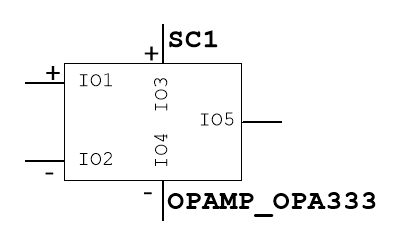 + SC1
+
IO1
IO3
IO5
IO4
IO2
-
- OPAMP_OPA333